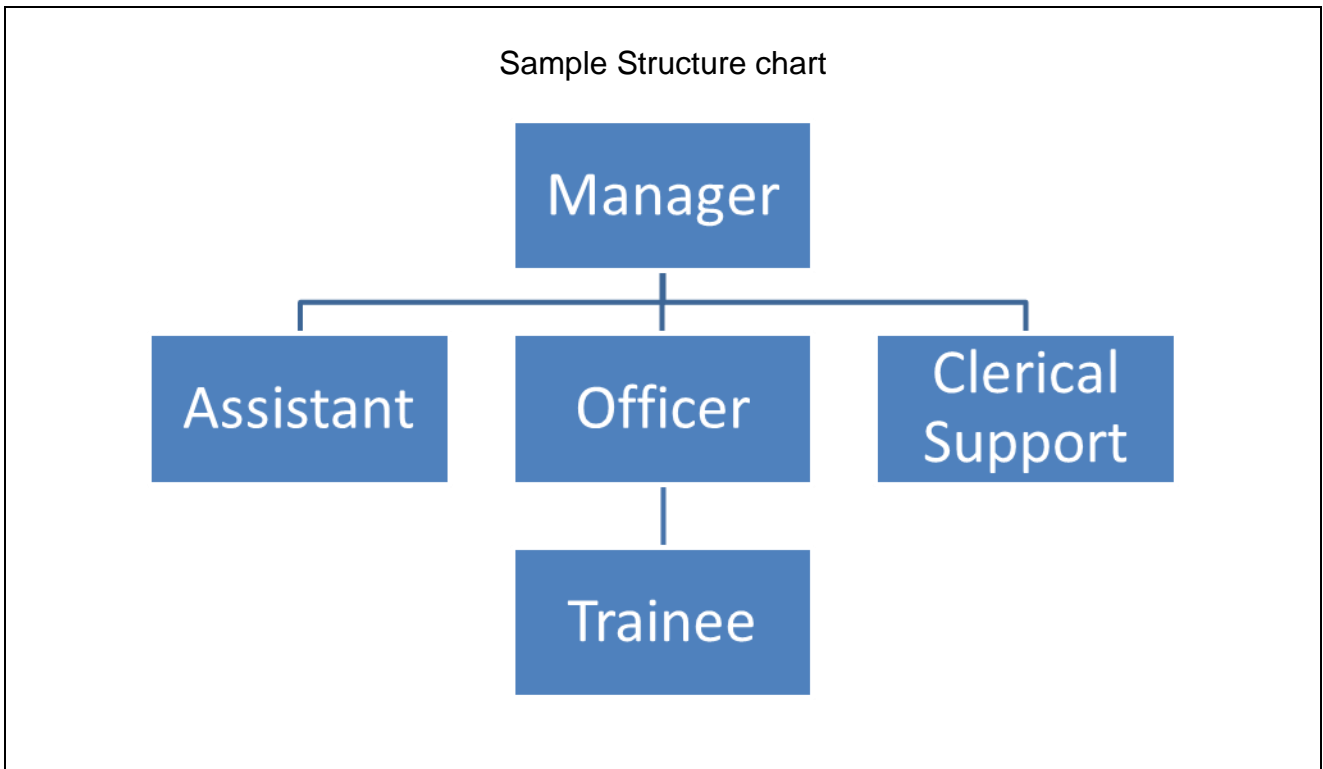 Sample Structure chart
Manager
Assistant
Officer
Clerical
Support
Trainee